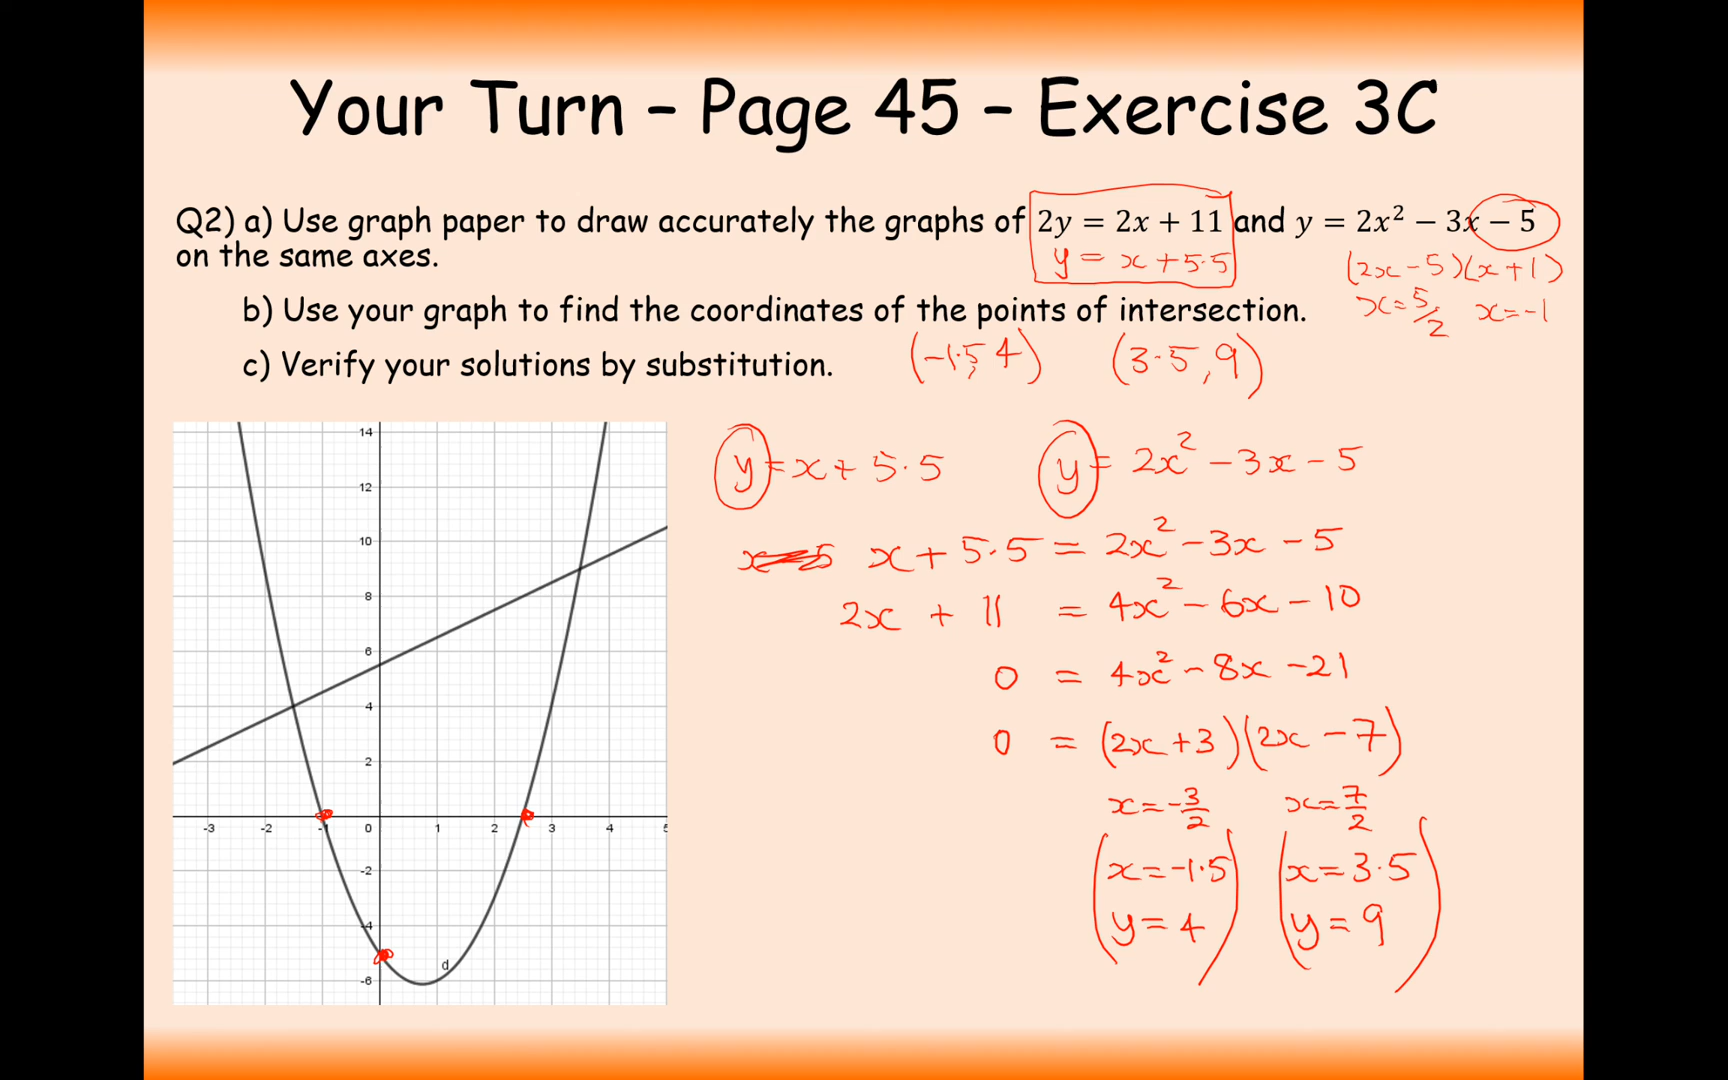 Your Turn – Page 45 – Exercise 3C
Q2) a) Use graph paper to draw accurately the graphs of 2y = 2x + 11 and y = 2x² − 3x − 5
on the same axes.
y = x + 5.5
(2x − 5)(x + 1)
x = 5/2 x = −1
b) Use your graph to find the coordinates of the points of intersection.
c) Verify your solutions by substitution.
(−1.5, 4) (3.5, 9)
y = x + 5.5 y = 2x² − 3x − 5
x + 5.5 = 2x² − 3x − 5
2x + 11 = 4x² − 6x − 10
0 = 4x² − 8x − 21
0 = (2x + 3)(2x − 7)
x = −3/2 x = 7/2
x = −1.5 x = 3.5
y = 4 y = 9
14
12
10
8
6
4
2
-3 -2 -1 0 1 2 3 5
-2
-4
d
-6